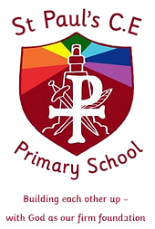 St Paul's C.E
Primary School
Building each other up –
with God as our firm foundation